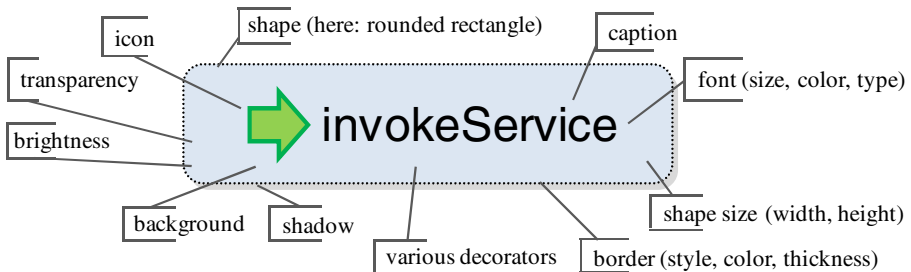 shape (here: rounded rectangle)
icon
caption
transparency
font (size, color, type)
invokeService
brightness
background
shadow
shape size (width, height)
various decorators
border (style, color, thickness)